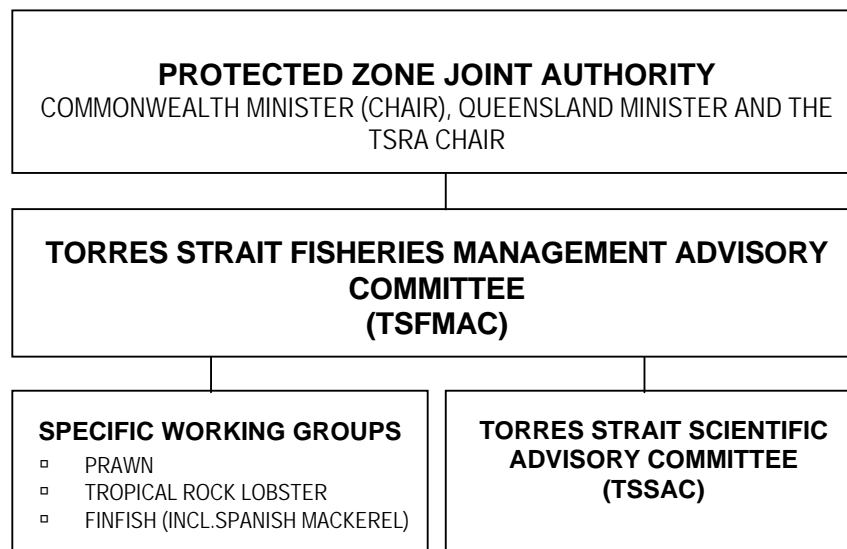 PROTECTED ZONE JOINT AUTHORITY
COMMONWEALTH MINISTER (CHAIR), QUEENSLAND MINISTER AND THE
TSRA CHAIR
TORRES STRAIT FISHERIES MANAGEMENT ADVISORY
COMMITTEE
(TSFMAC)
SPECIFIC WORKING GROUPS
▫ PRAWN
▫ TROPICAL ROCK LOBSTER
▫ FINFISH (INCL.SPANISH MACKEREL)
TORRES STRAIT SCIENTIFIC
ADVISORY COMMITTEE
(TSSAC)